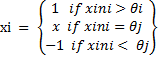 1 if xini > θi
xi = { x if xini = θj
−1 if xini < θj